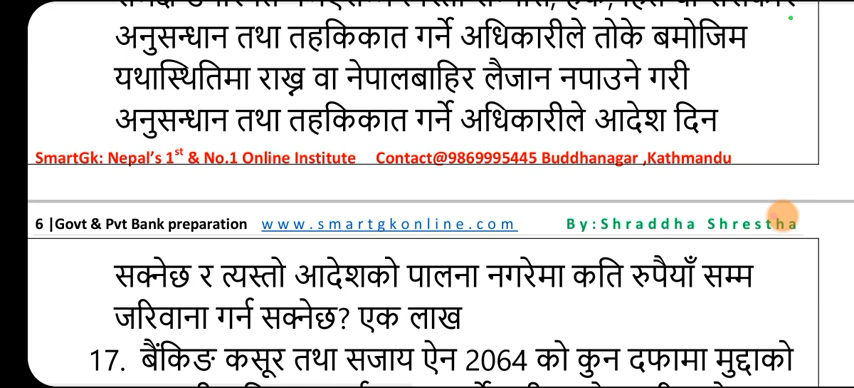 अनुसन्धान तथा तहकिकात गर्ने अधिकारीले तोके बमोजिम
यथास्थितिमा राख्न वा नेपालबाहिर लैजान नपाउने गरी
अनुसन्धान तथा तहकिकात गर्ने अधिकारीले आदेश दिन
SmartGk: Nepal's 1st & No.1 Online Institute Contact@9869995445 Buddhanagar ,Kathmandu
6 |Govt & Pvt Bank preparation www.smartgkonline.com By:Shraddha Shrestha
सक्नेछ र त्यस्तो आदेशको पालना नगरेमा कति रुपैयाँ सम्म
जरिवाना गर्न सक्नेछ? एक लाख
17. बैंकिङ कसूर तथा सजाय ऐन 2064 को कुन दफामा मुद्दाको